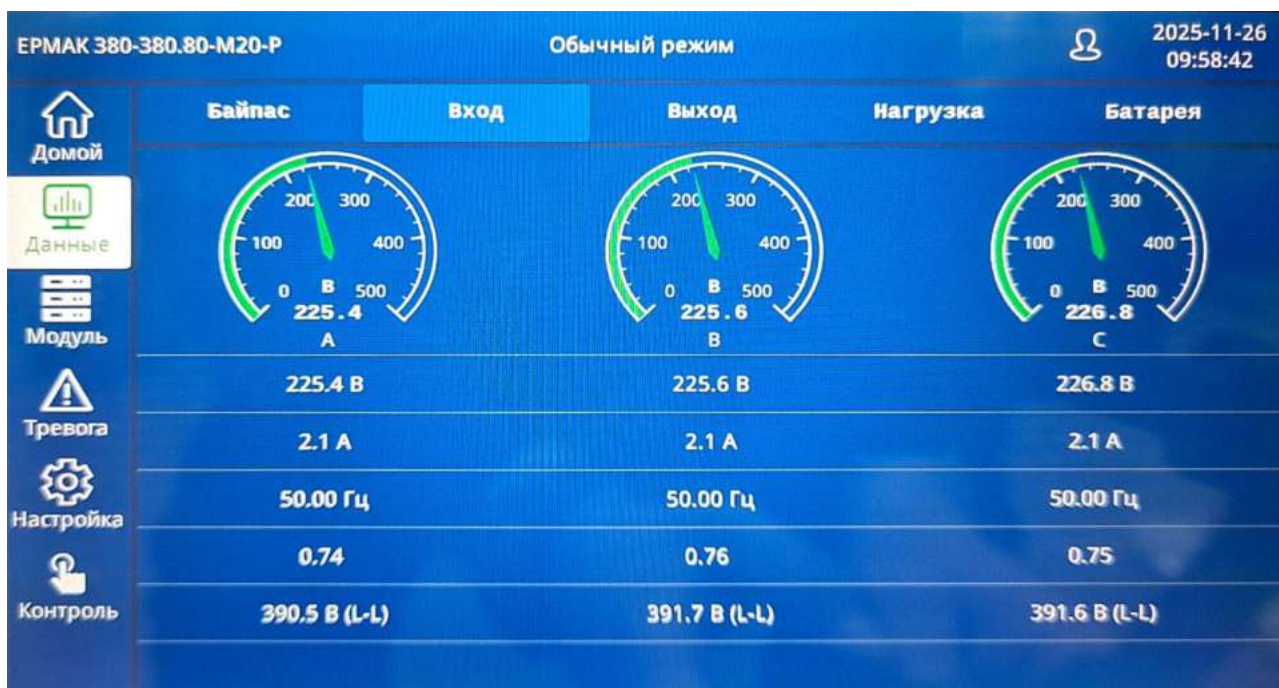 ЕРМАК 380-380.80-М20-Р
Обычный режим
2025-11-26
09:58:42
Домой
Данные
Модуль
Тревога
Настройка
Контроль
Байпас Вход Выход Нагрузка Батарея
200 300
100 400
0 В 500
225.4
A
200 300
100 400
0 В 500
225.6
B
200 300
100 400
0 В 500
226.8
C
225.4 В 225.6 В 226.8 В
2.1 А 2.1 А 2.1 А
50.00 Гц 50.00 Гц 50.00 Гц
0.74 0.76 0.75
390.5 В (L-L) 391.7 В (L-L) 391.6 В (L-L)